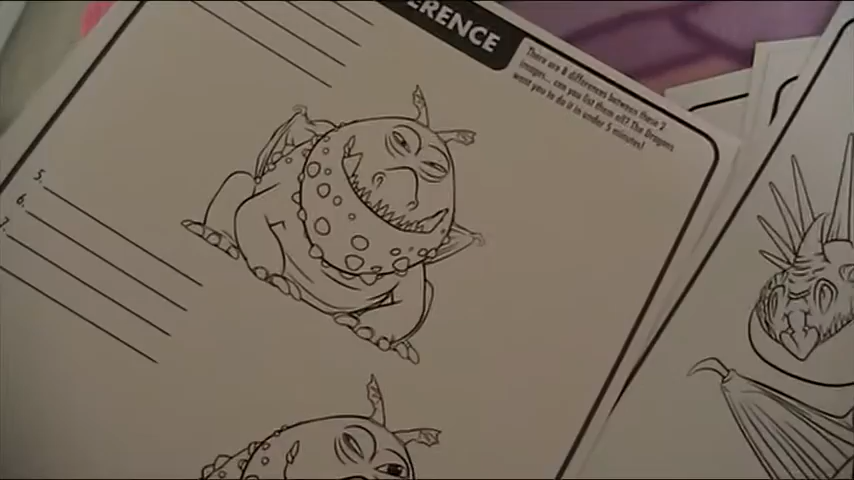 ERENCE
There are 8 differences between these 2
images... can you list them all? The Dragons
want you to do it in under 5 minutes!
5.
6.
7.